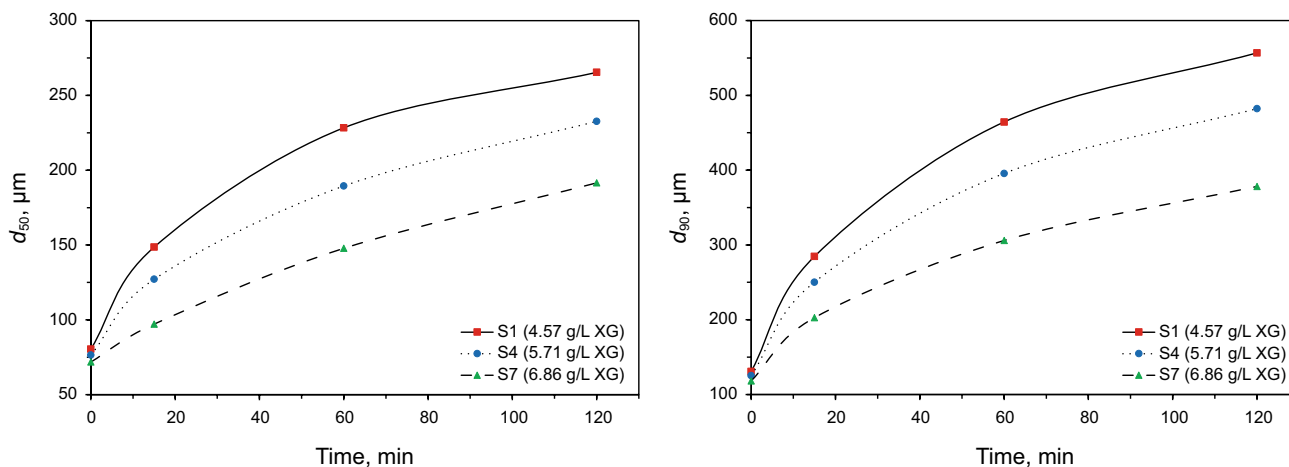 300
250
200
150
100
50
d50, µm
0 20 40 60 80 100 120
Time, min
S1 (4.57 g/L XG)
S4 (5.71 g/L XG)
S7 (6.86 g/L XG)
600
500
400
300
200
100
d90, µm
0 20 40 60 80 100 120
Time, min
S1 (4.57 g/L XG)
S4 (5.71 g/L XG)
S7 (6.86 g/L XG)